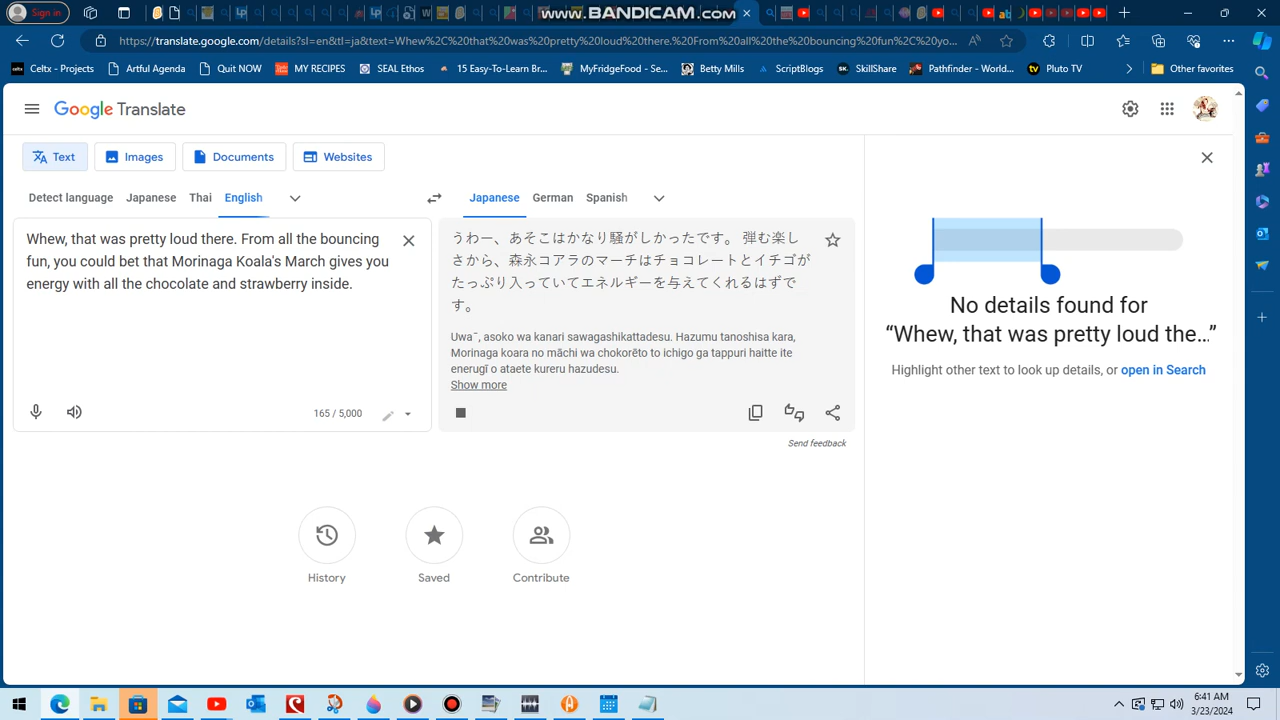 Sign in
www.BANDICAM.com
https://translate.google.com/details?sl=en&tl=ja&text=Whew%2C%20that%20was%20pretty%20loud%20there.%20From%20all%20the%20bouncing%20fun%2C%20yo...
Celtx - Projects
Artful Agenda
Quit NOW
MY RECIPES
SEAL Ethos
15 Easy-To-Learn Br...
MyFridgeFood - Se...
Betty Mills
ScriptBlogs
SkillShare
Pathfinder - World...
Pluto TV
Other favorites
Google Translate
Text
Images
Documents
Websites
Detect language
Japanese
Thai
English
Japanese
German
Spanish
Whew, that was pretty loud there. From all the bouncing
fun, you could bet that Morinaga Koala's March gives you
energy with all the chocolate and strawberry inside.
165 / 5,000
うわー、あそこはかなり騒がしかったです。 弾む楽し
さから、森永コアラのマーチはチョコレートとイチゴが
たっぷり入っていてエネルギーを与えてくれるはずで
す。
Uwa ̄, asoko wa kanari sawagashikattadesu. Hazumu tanoshisa kara,
Morinaga koara no māchi wa chokorēto to ichigo ga tappuri haitte ite
enerugī o ataete kureru hazudesu.
Show more
Send feedback
No details found for
“Whew, that was pretty loud the...”
Highlight other text to look up details, or open in Search
History
Saved
Contribute
6:41 AM
3/23/2024